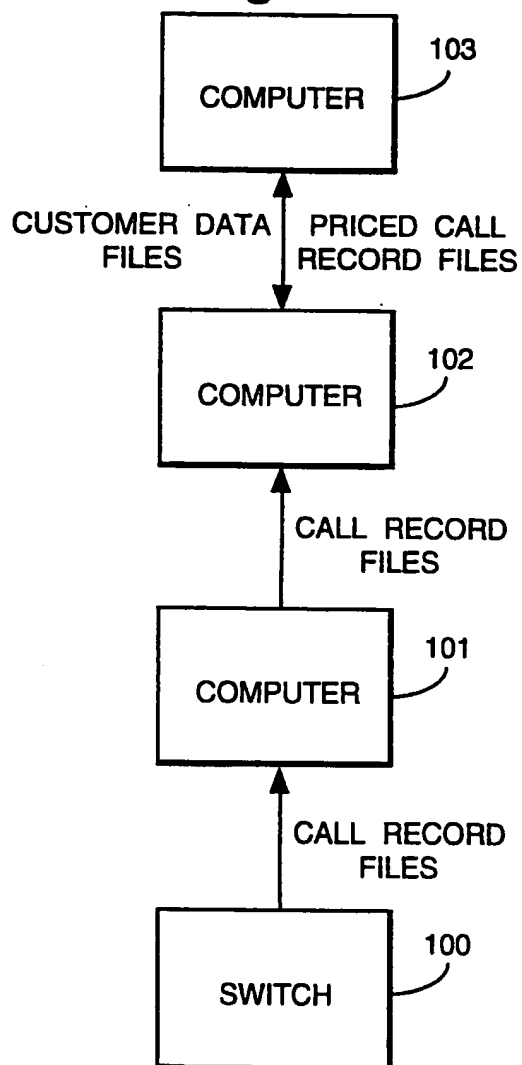 103
COMPUTER
CUSTOMER DATA
FILES
PRICED CALL
RECORD FILES
102
COMPUTER
CALL RECORD
FILES
101
COMPUTER
CALL RECORD
FILES
100
SWITCH